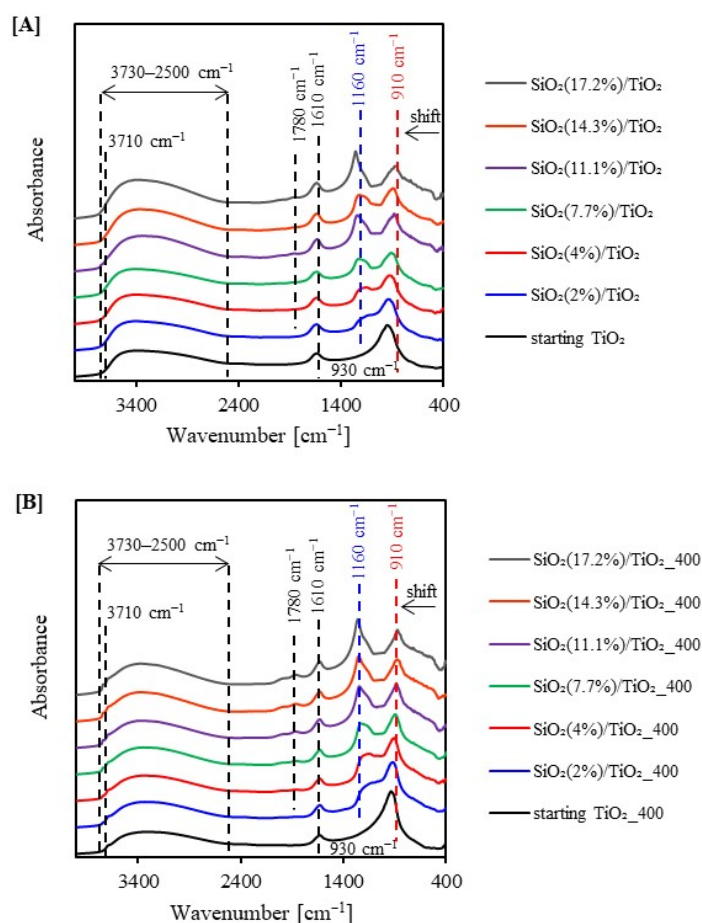 [A]
3730–2500 cm⁻¹
3710 cm⁻¹
1780 cm⁻¹
1610 cm⁻¹
1160 cm⁻¹
910 cm⁻¹
shift
930 cm⁻¹
Absorbance
3400 2400 1400 400
Wavenumber [cm⁻¹]
SiO₂(17.2%)/TiO₂
SiO₂(14.3%)/TiO₂
SiO₂(11.1%)/TiO₂
SiO₂(7.7%)/TiO₂
SiO₂(4%)/TiO₂
SiO₂(2%)/TiO₂
starting TiO₂
[B]
3730–2500 cm⁻¹
3710 cm⁻¹
1780 cm⁻¹
1610 cm⁻¹
1160 cm⁻¹
910 cm⁻¹
shift
930 cm⁻¹
Absorbance
3400 2400 1400 400
Wavenumber [cm⁻¹]
SiO₂(17.2%)/TiO₂_400
SiO₂(14.3%)/TiO₂_400
SiO₂(11.1%)/TiO₂_400
SiO₂(7.7%)/TiO₂_400
SiO₂(4%)/TiO₂_400
SiO₂(2%)/TiO₂_400
starting TiO₂_400